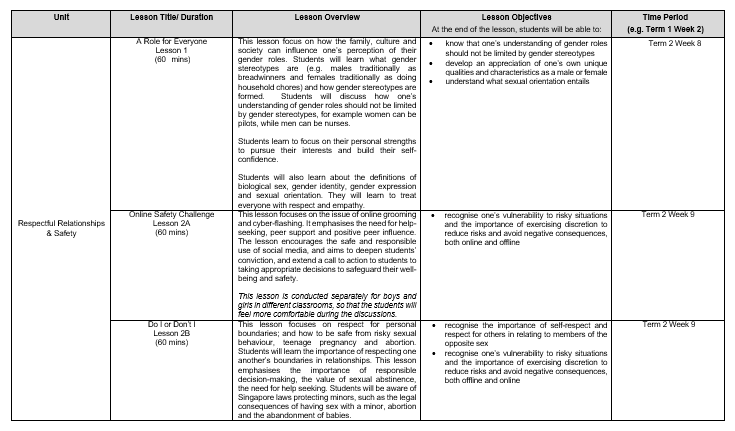 Unit
Lesson Title/ Duration
Lesson Overview
Lesson Objectives
At the end of the lesson, students will be able to:
Time Period
(e.g. Term 1 Week 2)
Respectful Relationships
& Safety
A Role for Everyone
Lesson 1
(60 mins)
This lesson focus on how the family, culture and
society can influence one's perception of their
gender roles. Students will learn what gender
stereotypes are (e.g. males traditionally as
breadwinners and females traditionally as doing
household chores) and how gender stereotypes are
formed. Students will discuss how one's
understanding of gender roles should not be limited
by gender stereotypes, for example women can be
pilots, while men can be nurses.
Students learn to focus on their personal strengths
to pursue their interests and build their self-
confidence.
Students will also learn about the definitions of
biological sex, gender identity, gender expression
and sexual orientation. They will learn to treat
everyone with respect and empathy.
• know that one's understanding of gender roles
should not be limited by gender stereotypes
• develop an appreciation of one's own unique
qualities and characteristics as a male or female
• understand what sexual orientation entails
Term 2 Week 8
Online Safety Challenge
Lesson 2A
(60 mins)
This lesson focuses on the issue of online grooming
and cyber-flashing. It emphasises the need for help-
seeking, peer support and positive peer influence.
The lesson encourages the safe and responsible
use of social media, and aims to deepen students'
conviction, and extend a call to action to students to
taking appropriate decisions to safeguard their well-
being and safety.
This lesson is conducted separately for boys and
girls in different classrooms, so that the students will
feel more comfortable during the discussions.
• recognise one's vulnerability to risky situations
and the importance of exercising discretion to
reduce risks and avoid negative consequences,
both online and offline
Term 2 Week 9
Do I or Don't I
Lesson 2B
(60 mins)
This lesson focuses on respect for personal
boundaries; and how to be safe from risky sexual
behaviour, teenage pregnancy and abortion.
Students will learn the importance of respecting one
another's boundaries in relationships. This lesson
emphasises the importance of responsible
decision-making, the value of sexual abstinence,
the need for help seeking. Students will be aware of
Singapore laws protecting minors, such as the legal
consequences of having sex with a minor, abortion
and the abandonment of babies.
• recognise the importance of self-respect and
respect for others in relating to members of the
opposite sex
• recognise one's vulnerability to risky situations
and the importance of exercising discretion to
reduce risks and avoid negative consequences,
both offline and online
Term 2 Week 9